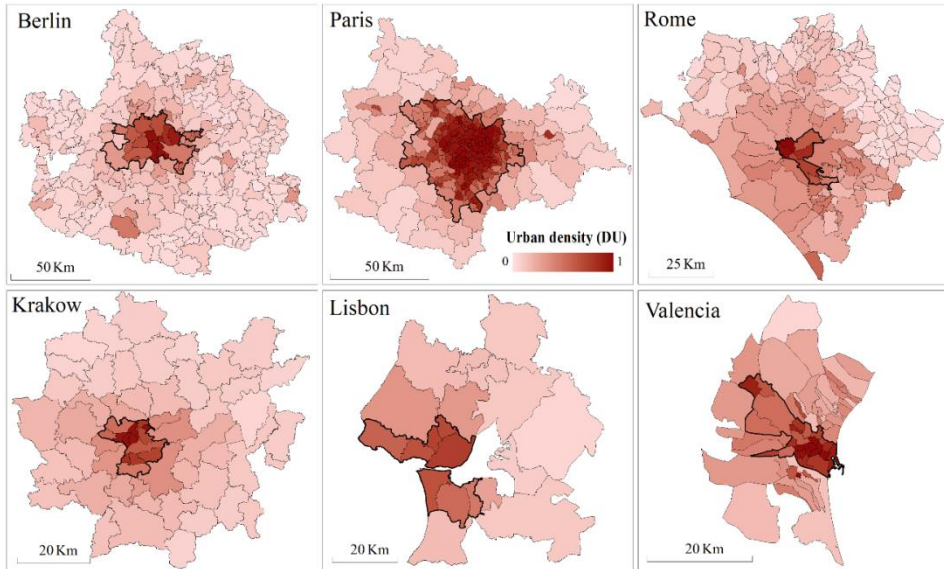 Berlin
Paris
Rome
50 Km
50 Km
Urban density (DU)
0 1
25 Km
Krakow
Lisbon
Valencia
20 Km
20 Km
20 Km